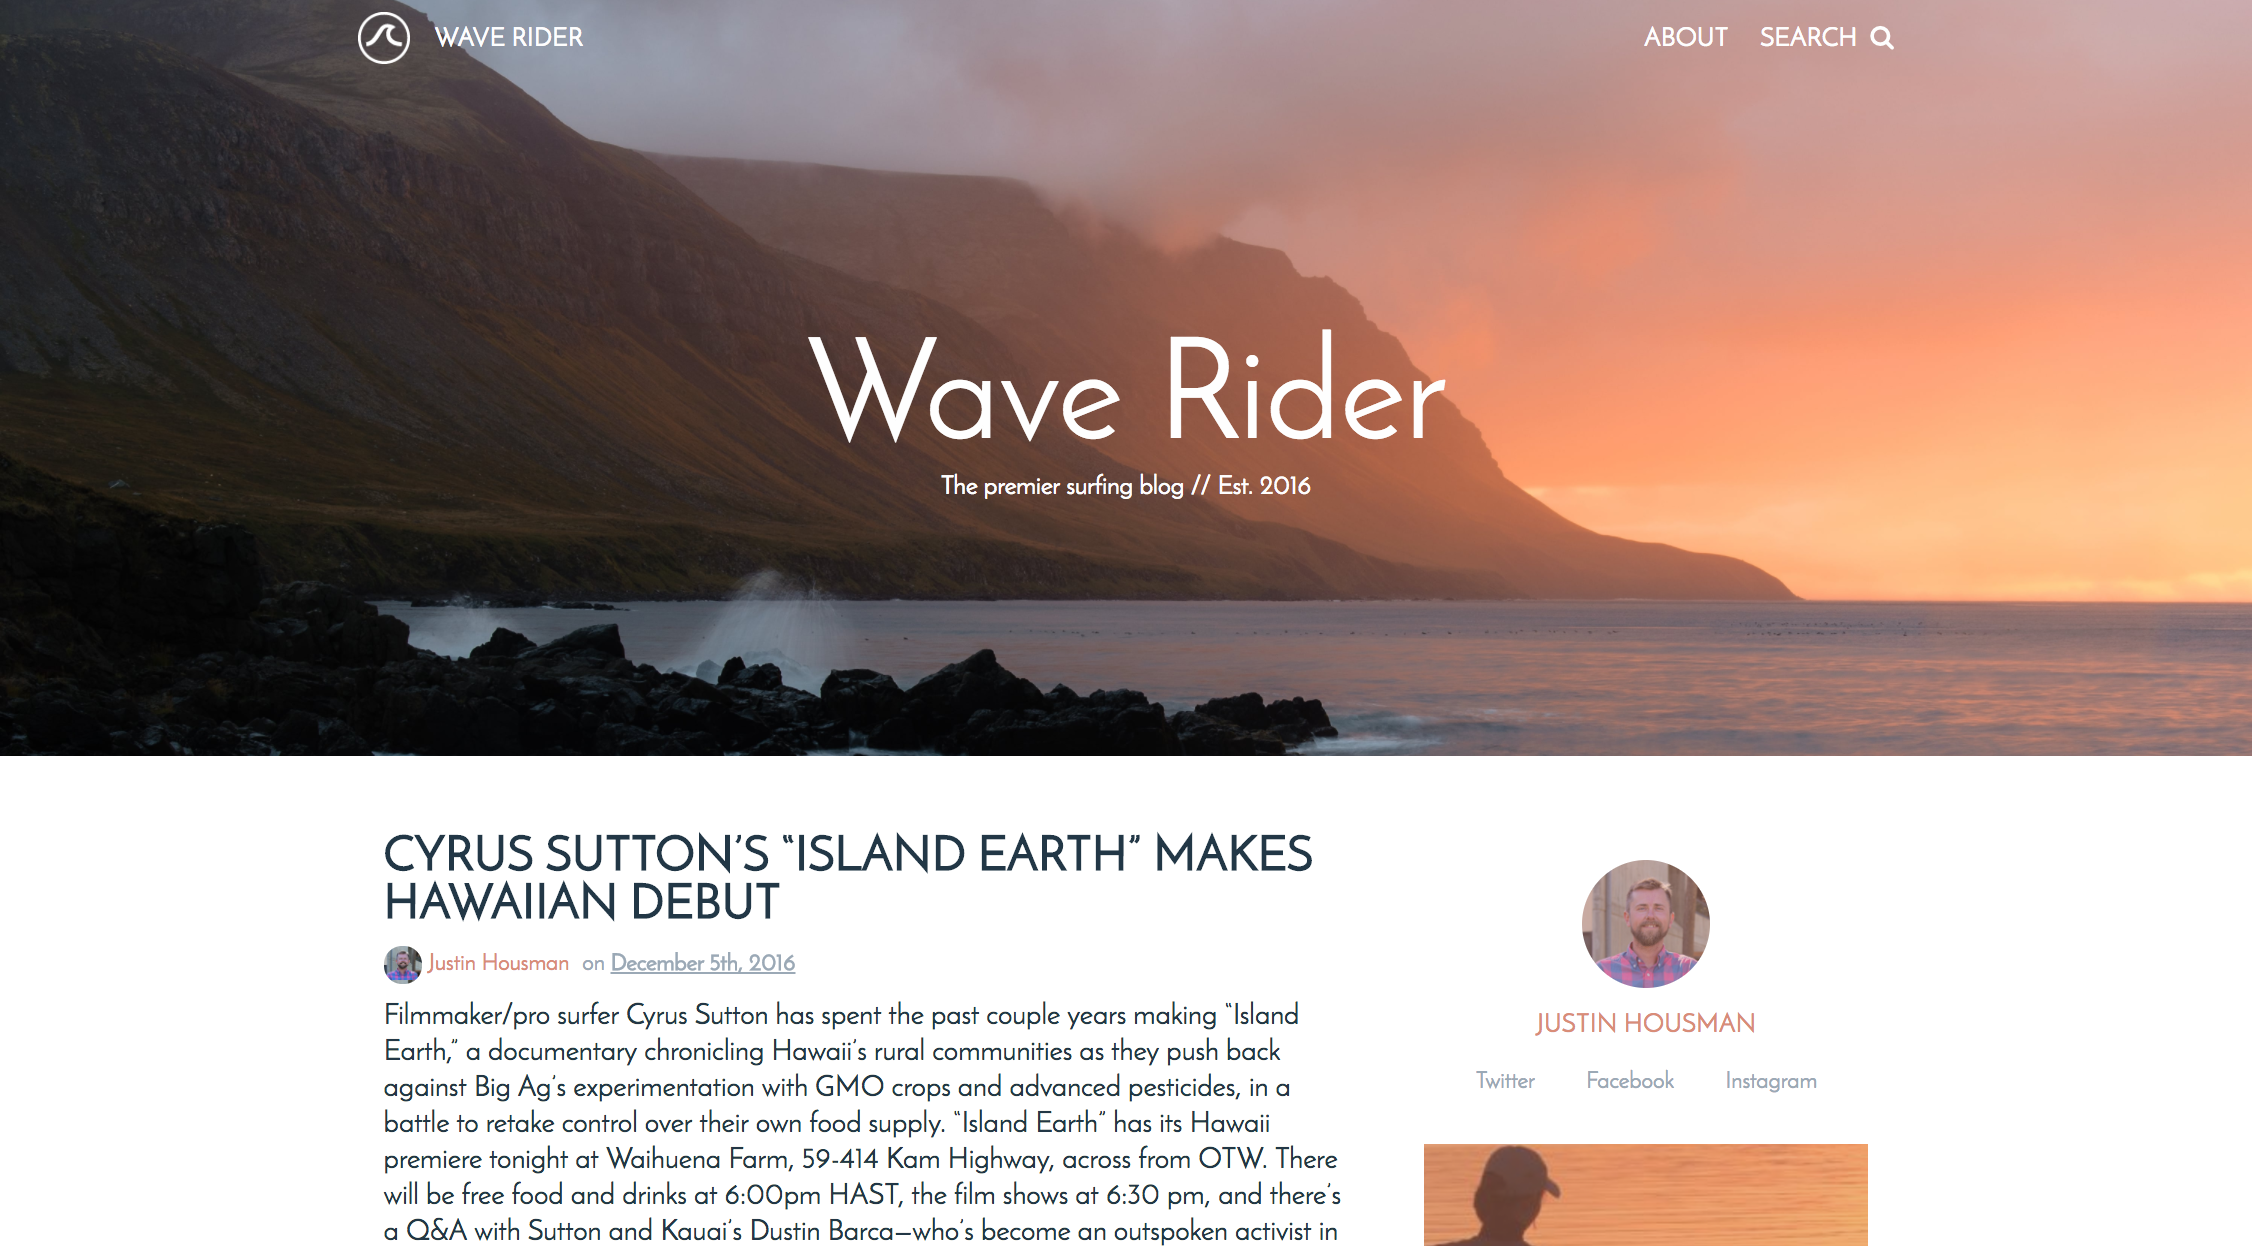 WAVE RIDER
ABOUT SEARCH
Wave Rider
The premier surfing blog // Est. 2016
CYRUS SUTTON’S “ISLAND EARTH” MAKES
HAWAIIAN DEBUT
Justin Housman on December 5th, 2016
Filmmaker/pro surfer Cyrus Sutton has spent the past couple years making “Island
Earth,” a documentary chronicling Hawaii’s rural communities as they push back
against Big Ag’s experimentation with GMO crops and advanced pesticides, in a
battle to retake control over their own food supply. “Island Earth” has its Hawaii
premiere tonight at Waihuena Farm, 59-414 Kam Highway, across from OTW. There
will be free food and drinks at 6:00pm HAST, the film shows at 6:30 pm, and there’s
a Q&A with Sutton and Kauai’s Dustin Barca—who’s become an outspoken activist in
JUSTIN HOUSMAN
Twitter Facebook Instagram